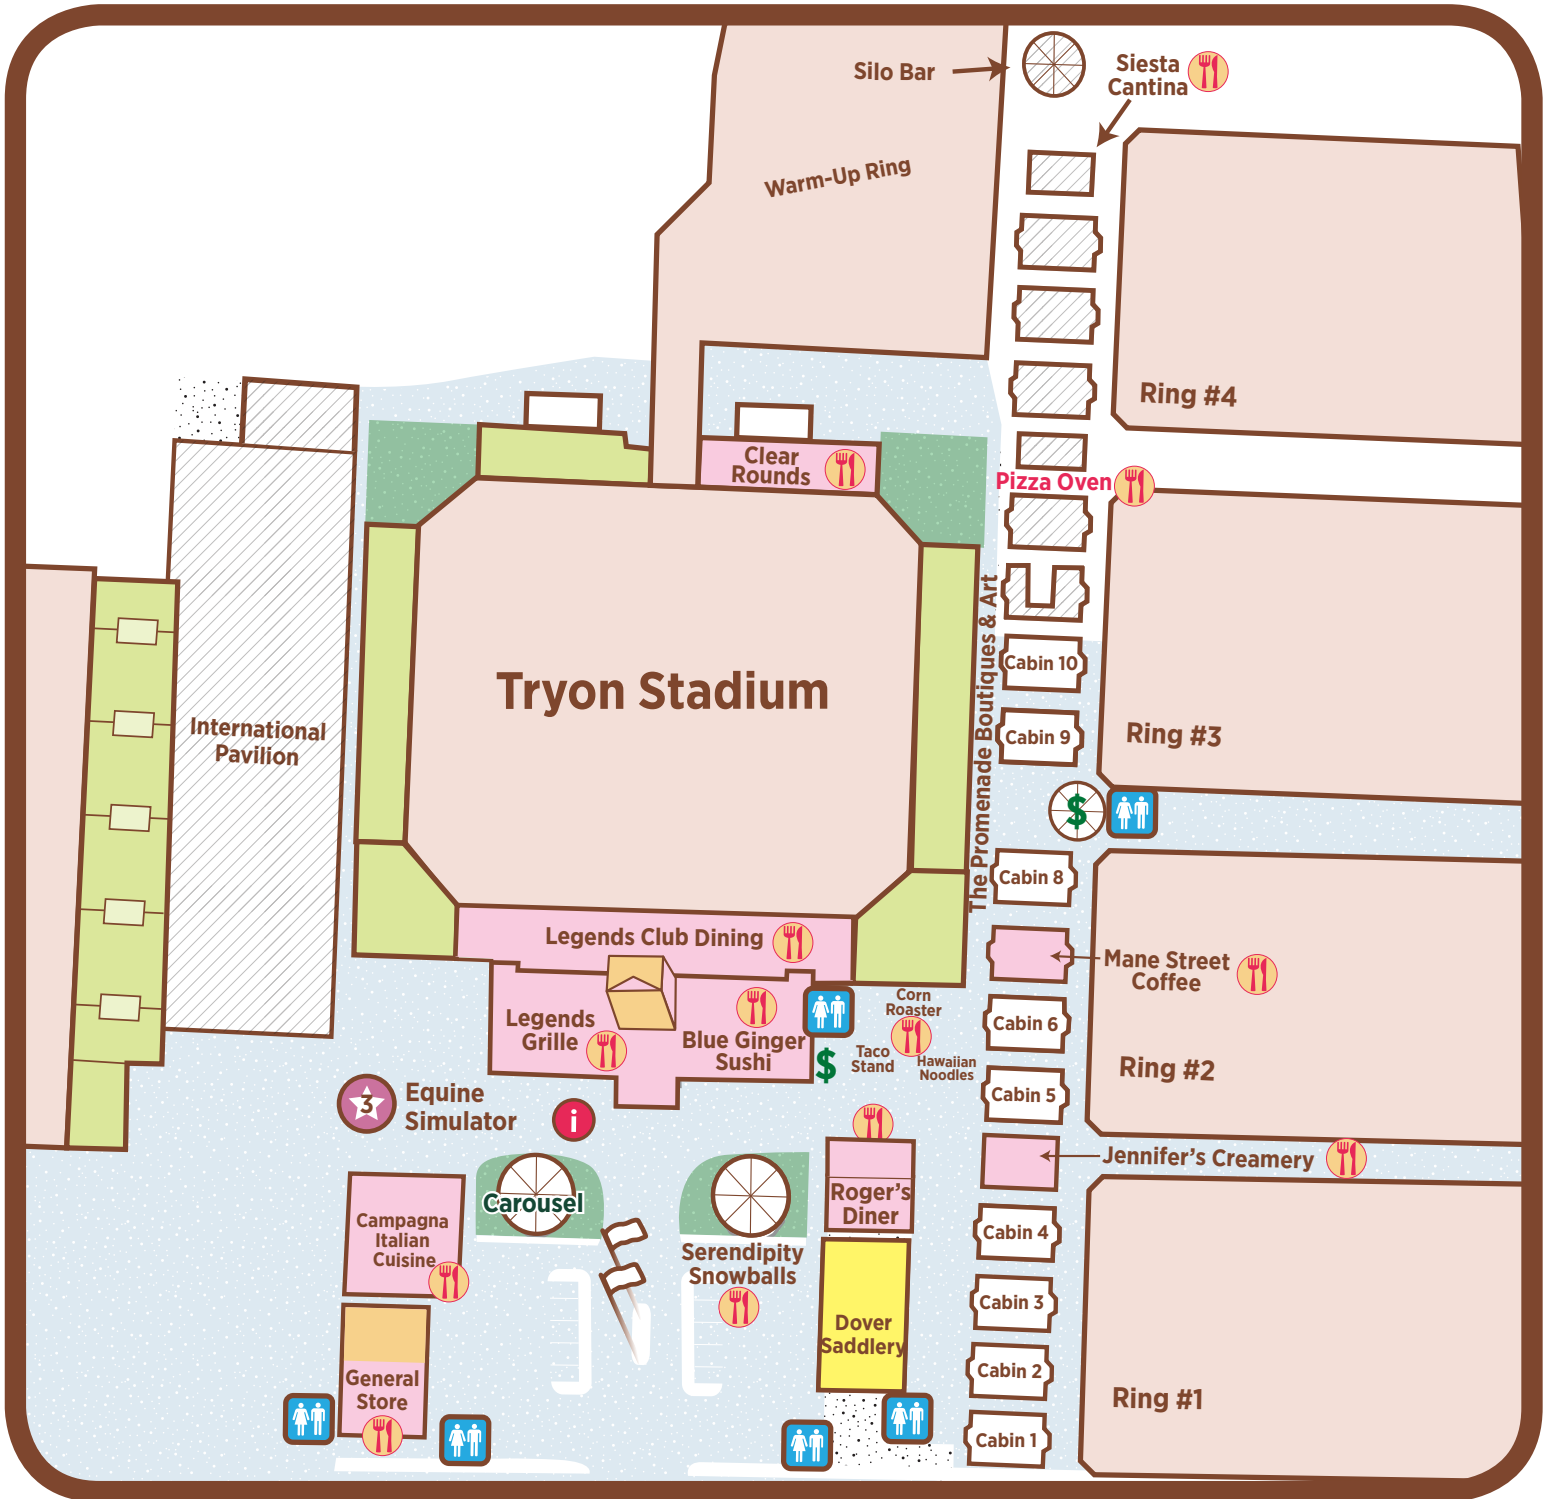 Silo Bar
Siesta
Cantina
Warm-Up Ring
Ring #4
Clear
Rounds
Pizza Oven
The Promenade Boutiques & Art
Tryon Stadium
International
Pavilion
Cabin 10
Cabin 9
Ring #3
$
Cabin 8
Legends Club Dining
Mane Street
Coffee
Legends
Grille
Blue Ginger
Sushi
$
Corn
Roaster
Taco
Stand
Hawaiian
Noodles
Cabin 6
Cabin 5
Ring #2
3
Equine
Simulator
i
Jennifer's Creamery
Carousel
Roger's
Diner
Campagna
Italian
Cuisine
Serendipity
Snowballs
Cabin 4
Cabin 3
Dover
Saddlery
General
Store
Cabin 2
Cabin 1
Ring #1